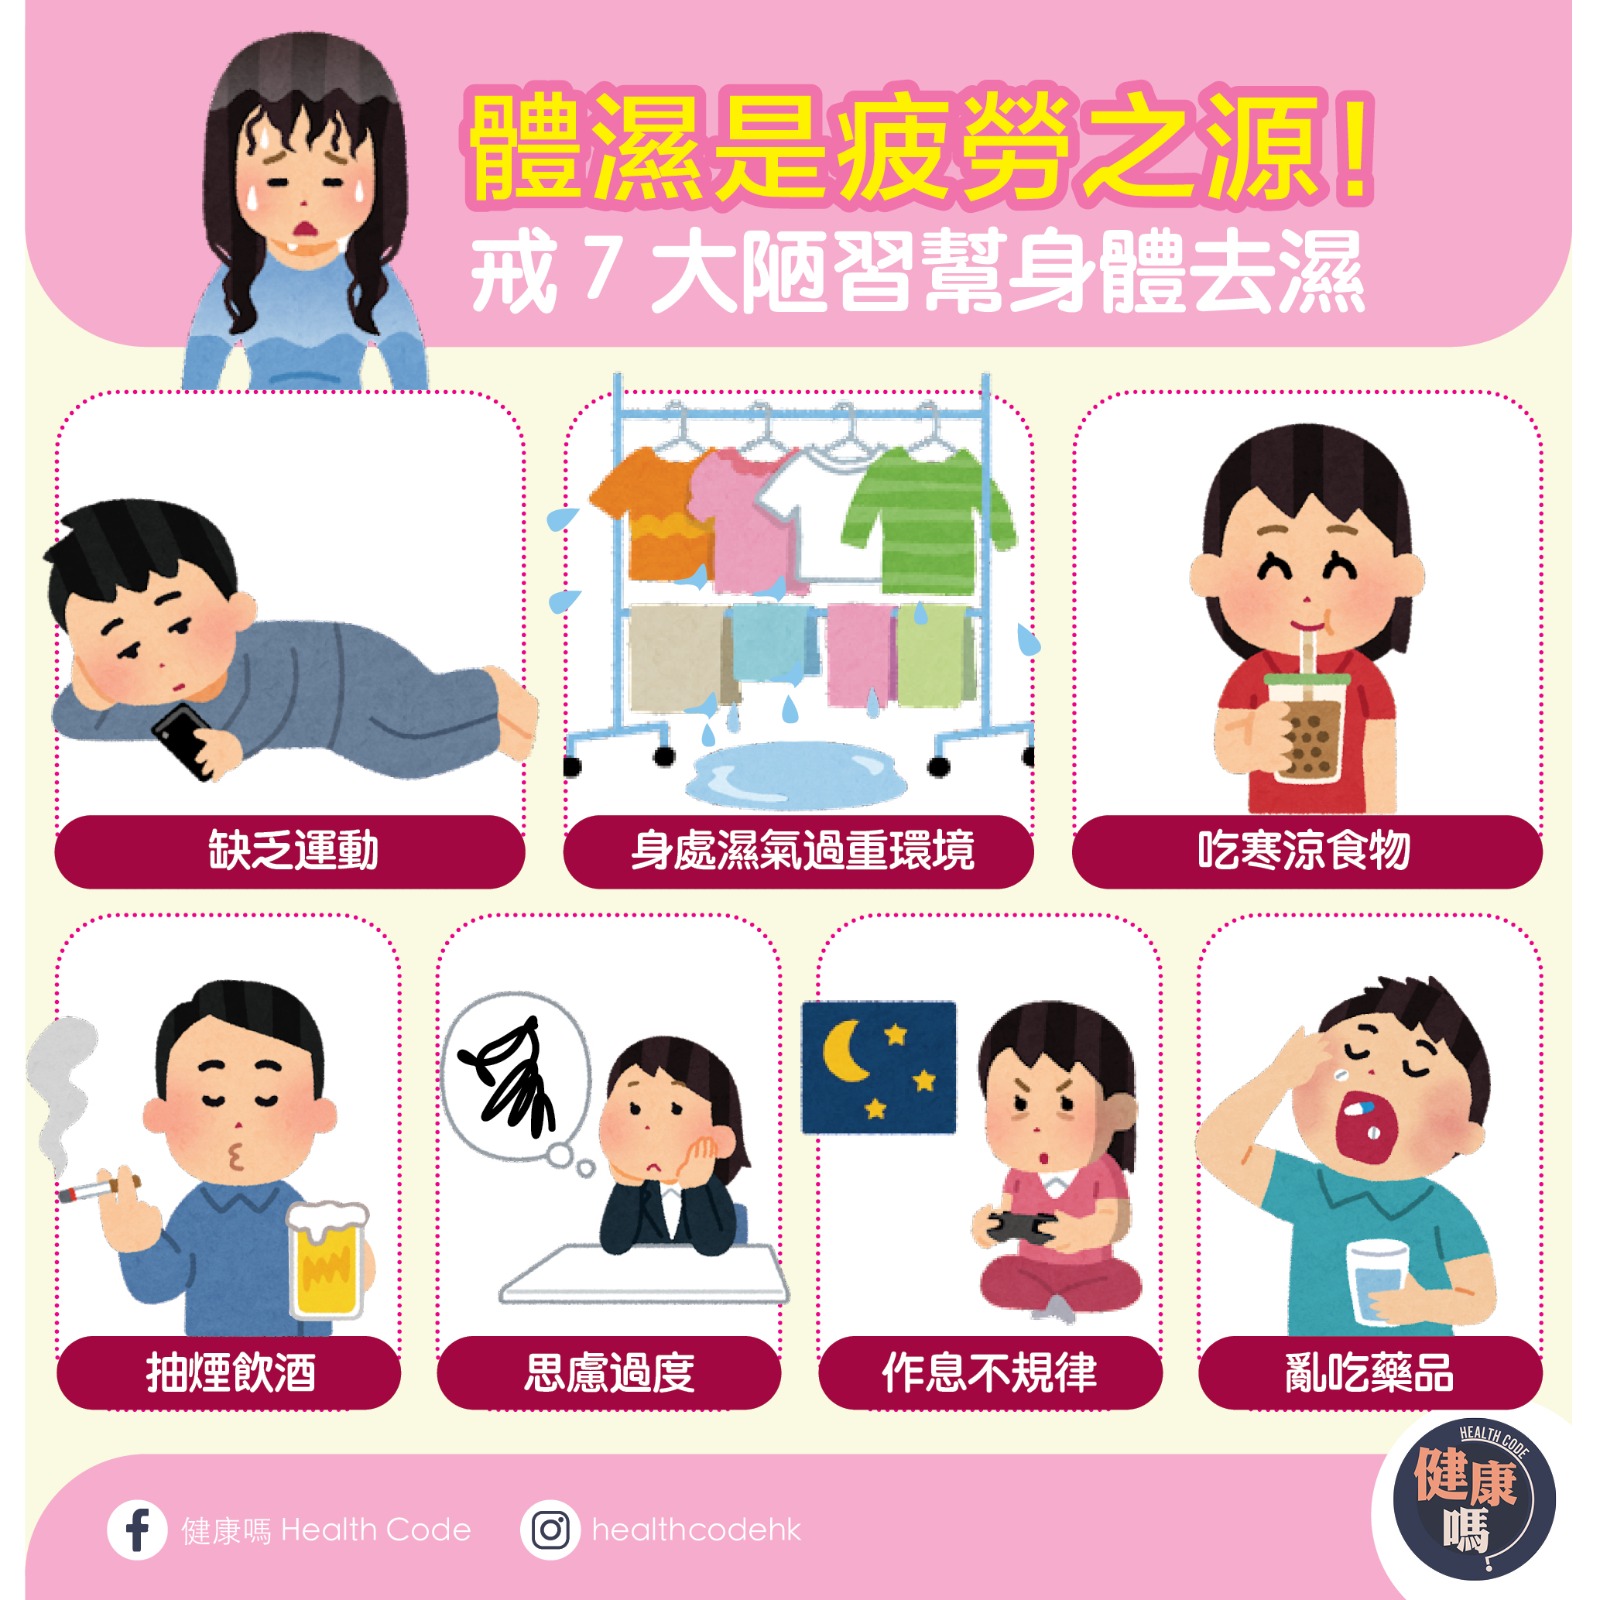 體濕是疲勞之源！
戒 7 大陋習幫身體去濕
缺乏運動
身處濕氣過重環境
吃寒涼食物
抽煙飲酒
思慮過度
作息不規律
亂吃藥品
健康嗎 Health Code
healthcodehk
HEALTH CODE
健康
嗎